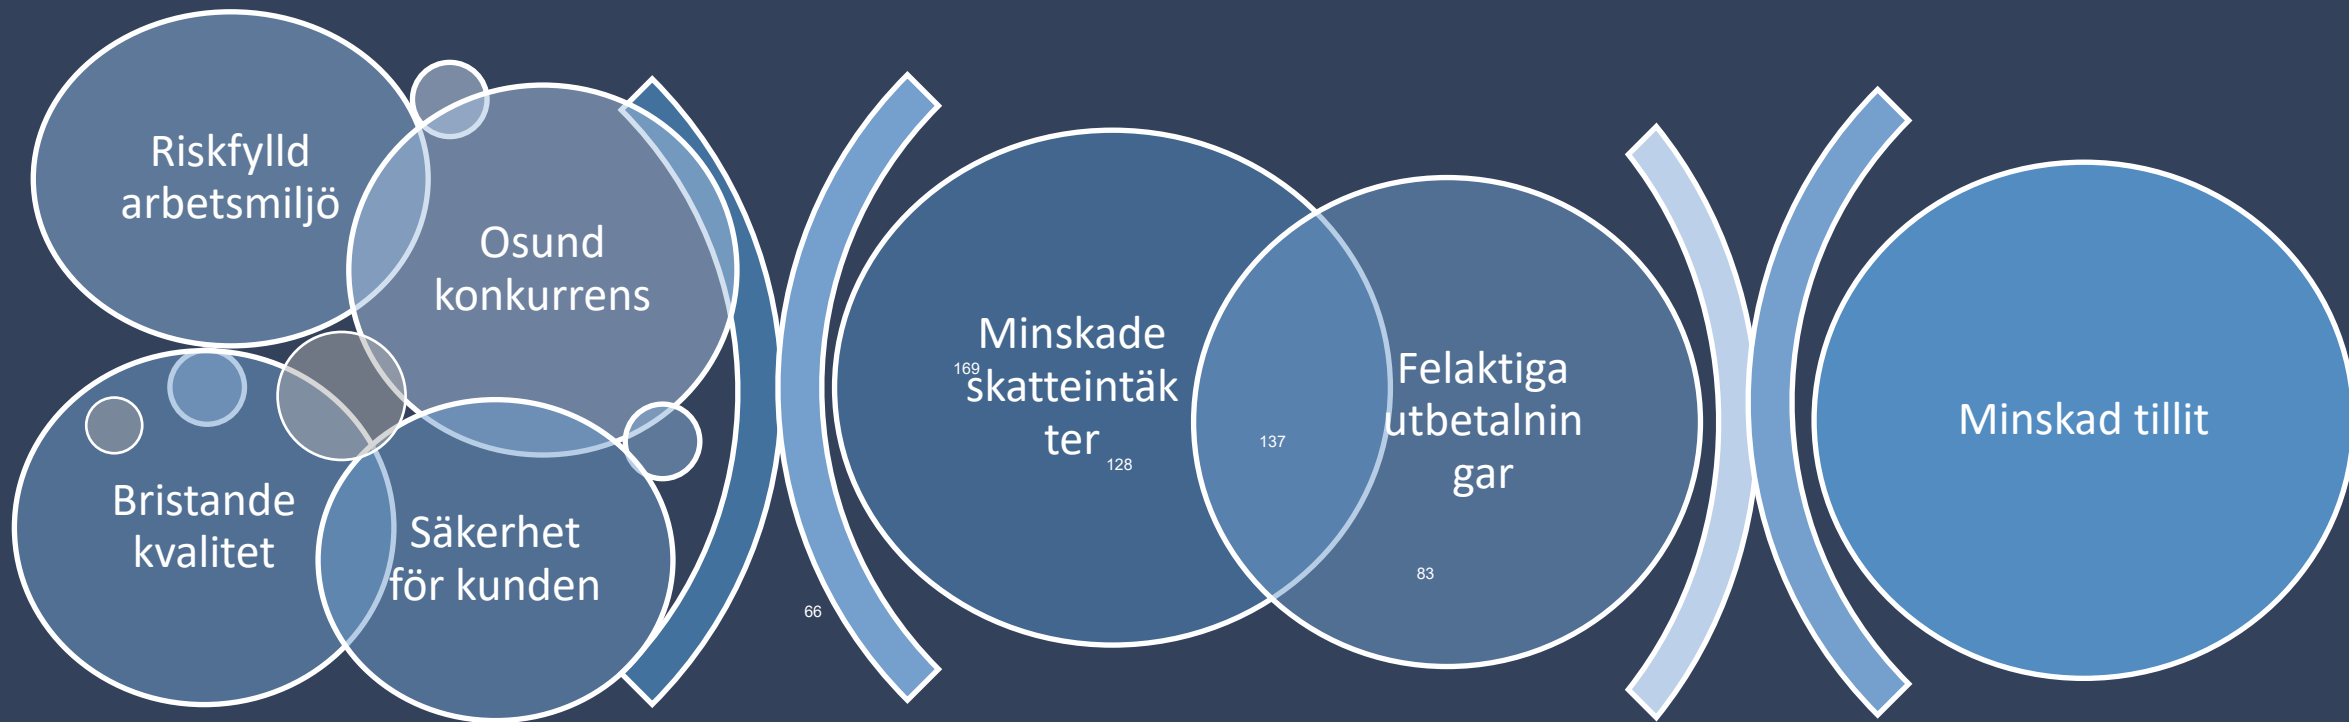 Riskfylld
arbetsmiljö
Osund
konkurrens
Bristande
kvalitet
Säkerhet
för kunden
66
Minskade
169
skatteintäk
ter
128
137
Felaktiga
utbetalnin
gar
83
Minskad tillit